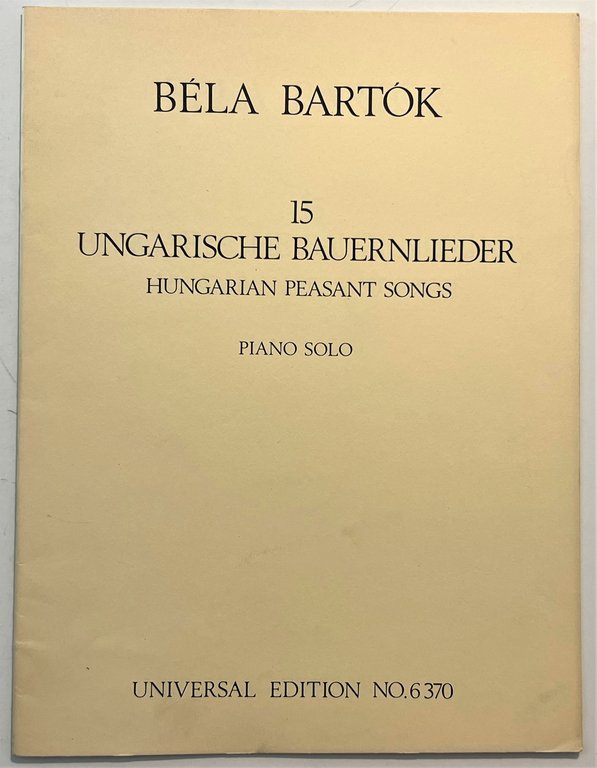 BÉLA BARTÓK
15
UNGARISCHE BAUERNLIEDER
HUNGARIAN PEASANT SONGS
PIANO SOLO
UNIVERSAL EDITION NO.6370